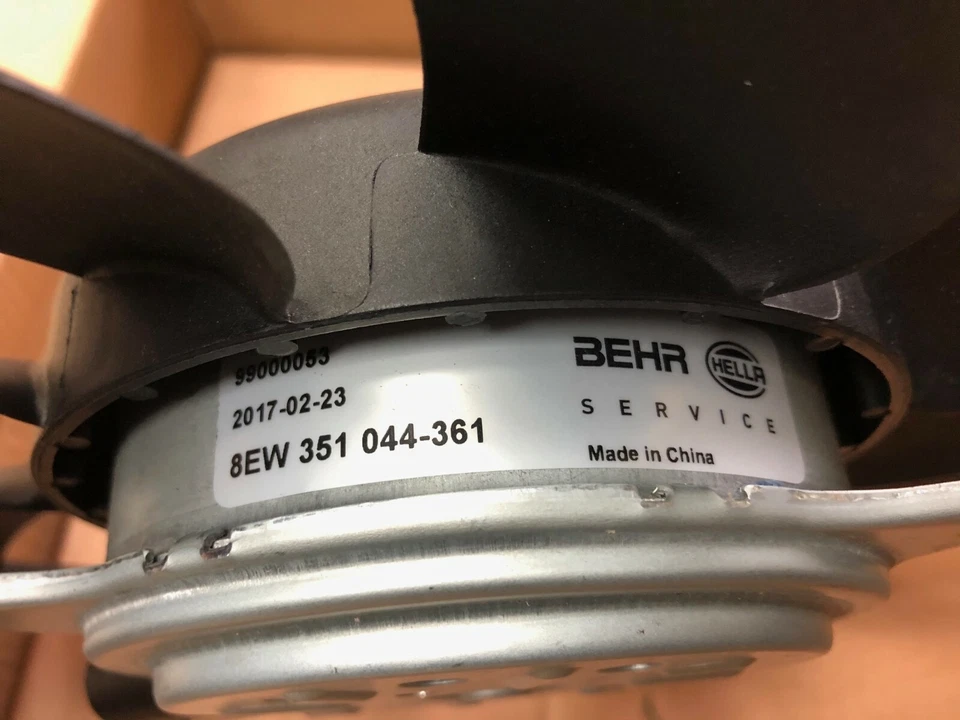 99000053
2017-02-23
8EW 351 044-361
BEHR HELLA
SERVICE
Made in China